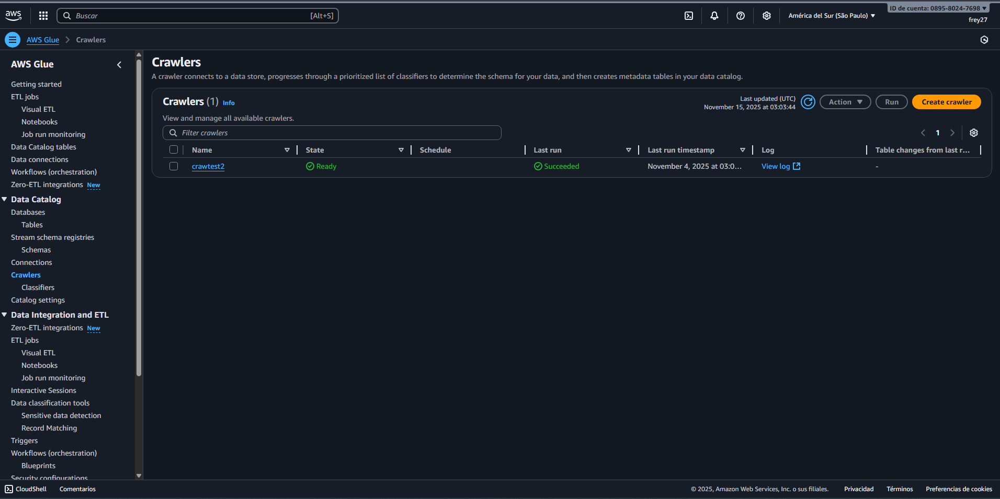 aws
Buscar
[Alt+S]
América del Sur (São Paulo)
ID de cuenta: 0895-8024-7698
frey27
AWS Glue
Crawlers
AWS Glue
Getting started
ETL jobs
Visual ETL
Notebooks
Job run monitoring
Data Catalog tables
Data connections
Workflows (orchestration)
Zero-ETL integrations New
Data Catalog
Databases
Tables
Stream schema registries
Schemas
Connections
Crawlers
Classifiers
Catalog settings
Data Integration and ETL
Zero-ETL integrations New
ETL jobs
Visual ETL
Notebooks
Job run monitoring
Interactive Sessions
Data classification tools
Sensitive data detection
Record Matching
Triggers
Workflows (orchestration)
Blueprints
Security configurations
Crawlers
A crawler connects to a data store, progresses through a prioritized list of classifiers to determine the schema for your data, and then creates metadata tables in your data catalog.
Crawlers (1) Info
Last updated (UTC)
November 15, 2025 at 03:03:44
Action
Run
Create crawler
View and manage all available crawlers.
Filter crawlers
1
Name State Schedule Last run Last run timestamp Log Table changes from last r...
crawtest2 Ready Succeeded November 4, 2025 at 03:0... View log -
CloudShell
Comentarios
© 2025, Amazon Web Services, Inc. o sus filiales.
Privacidad
Términos
Preferencias de cookies